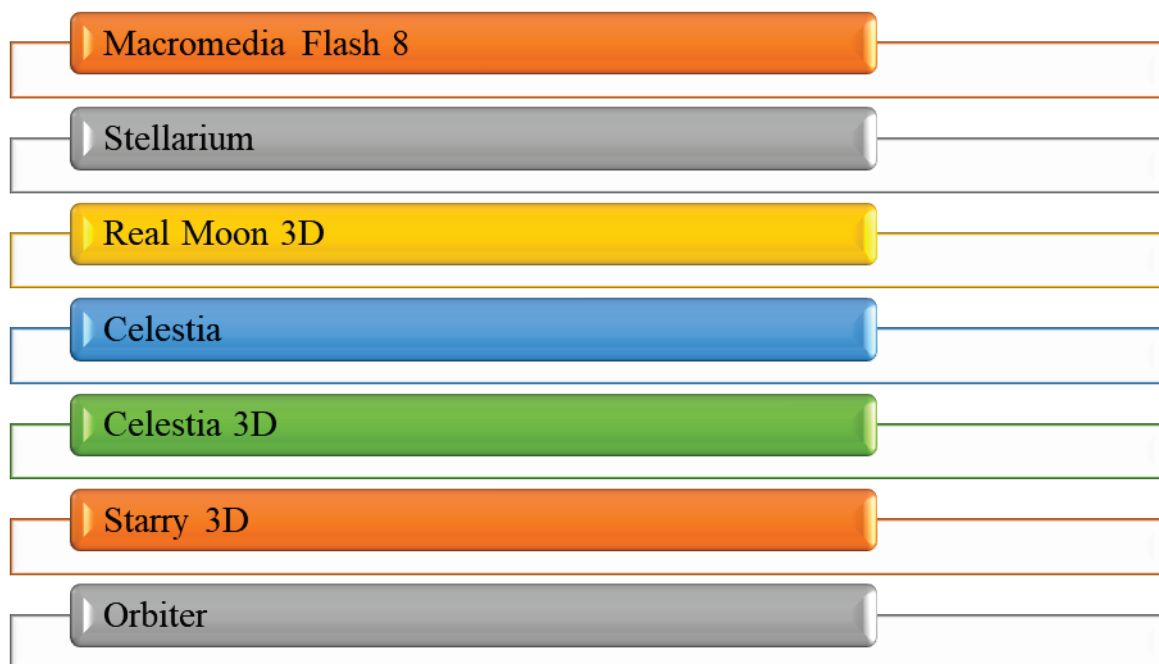 Macromedia Flash 8
Stellarium
Real Moon 3D
Celestia
Celestia 3D
Starry 3D
Orbiter